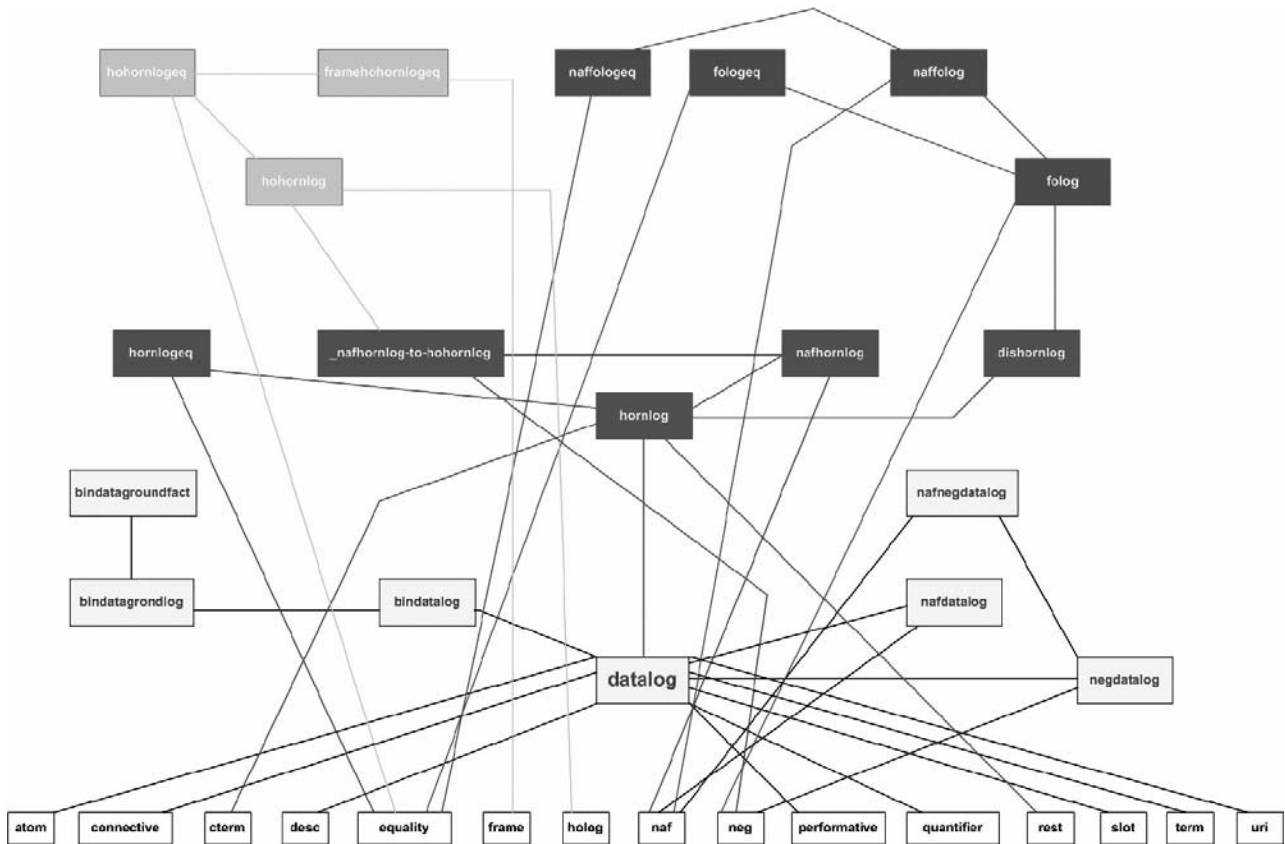 hohornlogeq
framehohornlogeq
naffologeq
fologeq
naffolog
hohornlog
folog
hornlogeq
_nafhornlog-to-hohornlog
nafhornlog
dishornlog
hornlog
bindatagroundfact
nafnegdatalog
bindatagrondlog
bindatalog
nafdatalog
datalog
negdatalog
atom
connective
cterm
desc
equality
frame
holog
naf
neg
performative
quantifier
rest
slot
term
uri